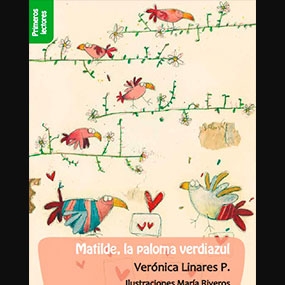 Primeros
lectores
Matilde, la paloma verdiazul
Verónica Linares P.
Ilustraciones María Riveros